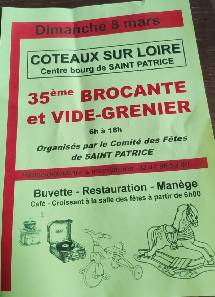 Dimanche 8 mars
COTEAUX SUR LOIRE
Centre bourg de SAINT PATRICE
35ème BROCANTE
et VIDE-GRENIER
6h à 18h
Organisés par le Comité des Fêtes
de SAINT PATRICE
Buvette - Restauration - Manège
Café - Croissant à la salle des fêtes à partir de 6h00